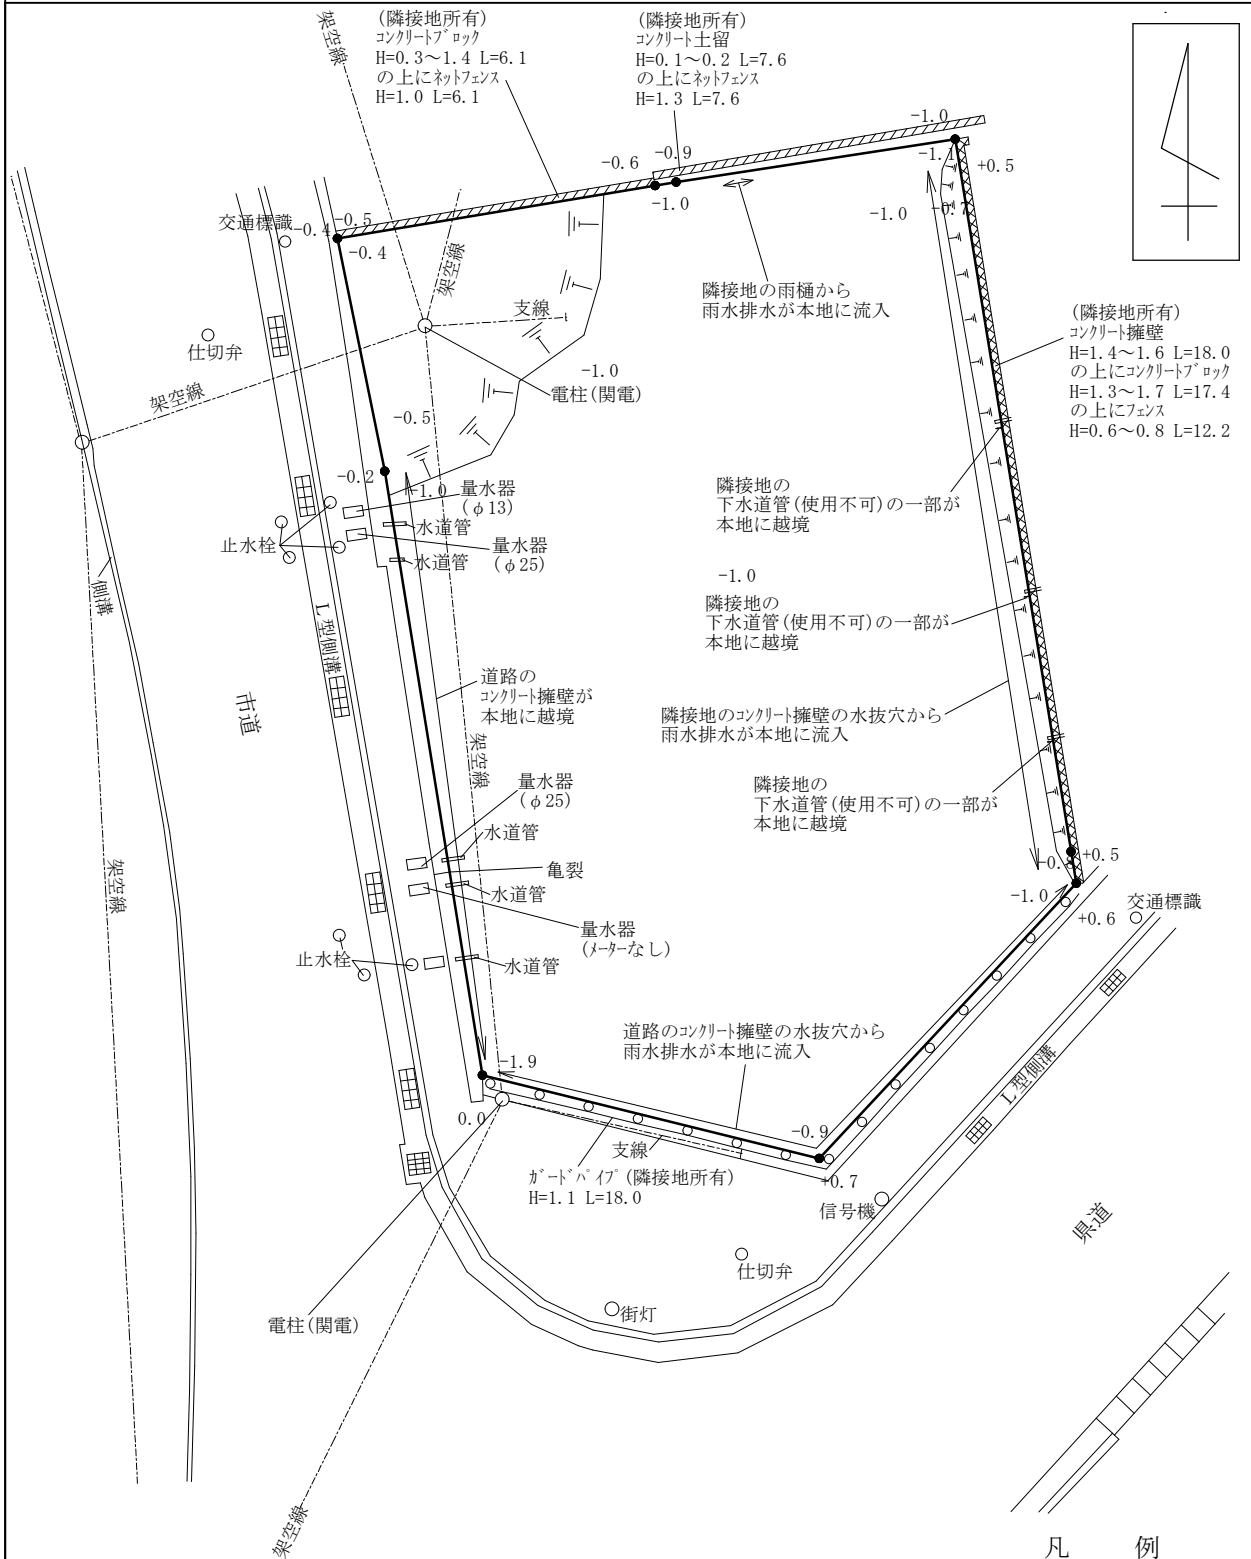 (隣接地所有)
コンクリートブロック
H=0.3～1.4 L=6.1
の上にネットフェンス
H=1.0 L=6.1
(隣接地所有)
コンクリート土留
H=0.1～0.2 L=7.6
の上にネットフェンス
H=1.3 L=7.6
架空線
-1.0
-0.9
-0.6
-1.1
+0.5
-1.0
-0.7
-1.0
交通標識
-0.5
-0.4
-0.4
架空線
支線
隣接地の雨樋から
雨水排水が本地に流入
(隣接地所有)
コンクリート擁壁
H=1.4～1.6 L=18.0
の上にコンクリートブロック
H=1.3～1.7 L=17.4
の上にフェンス
H=0.6～0.8 L=12.2
仕切弁
架空線
-1.0
電柱(関電)
-0.5
-0.2
-1.0
量水器
(φ13)
水道管
量水器
(φ25)
水道管
止水栓
隣接地の
下水道管(使用不可)の一部が
本地に越境
-1.0
隣接地の
下水道管(使用不可)の一部が
本地に越境
側溝
L型側溝
市道
道路の
コンクリート擁壁が
本地に越境
架空線
隣接地のコンクリート擁壁の水抜穴から
雨水排水が本地に流入
隣接地の
下水道管(使用不可)の一部が
本地に越境
量水器
(φ25)
水道管
亀裂
水道管
量水器
(メーターなし)
水道管
止水栓
架空線
-0.8
+0.5
-1.0
+0.6
交通標識
道路のコンクリート擁壁の水抜穴から
雨水排水が本地に流入
-1.9
0.0
支線
-0.9
+0.7
ガードパイプ(隣接地所有)
H=1.1 L=18.0
L型側溝
信号機
県道
仕切弁
街灯
電柱(関電)
架空線
凡 例